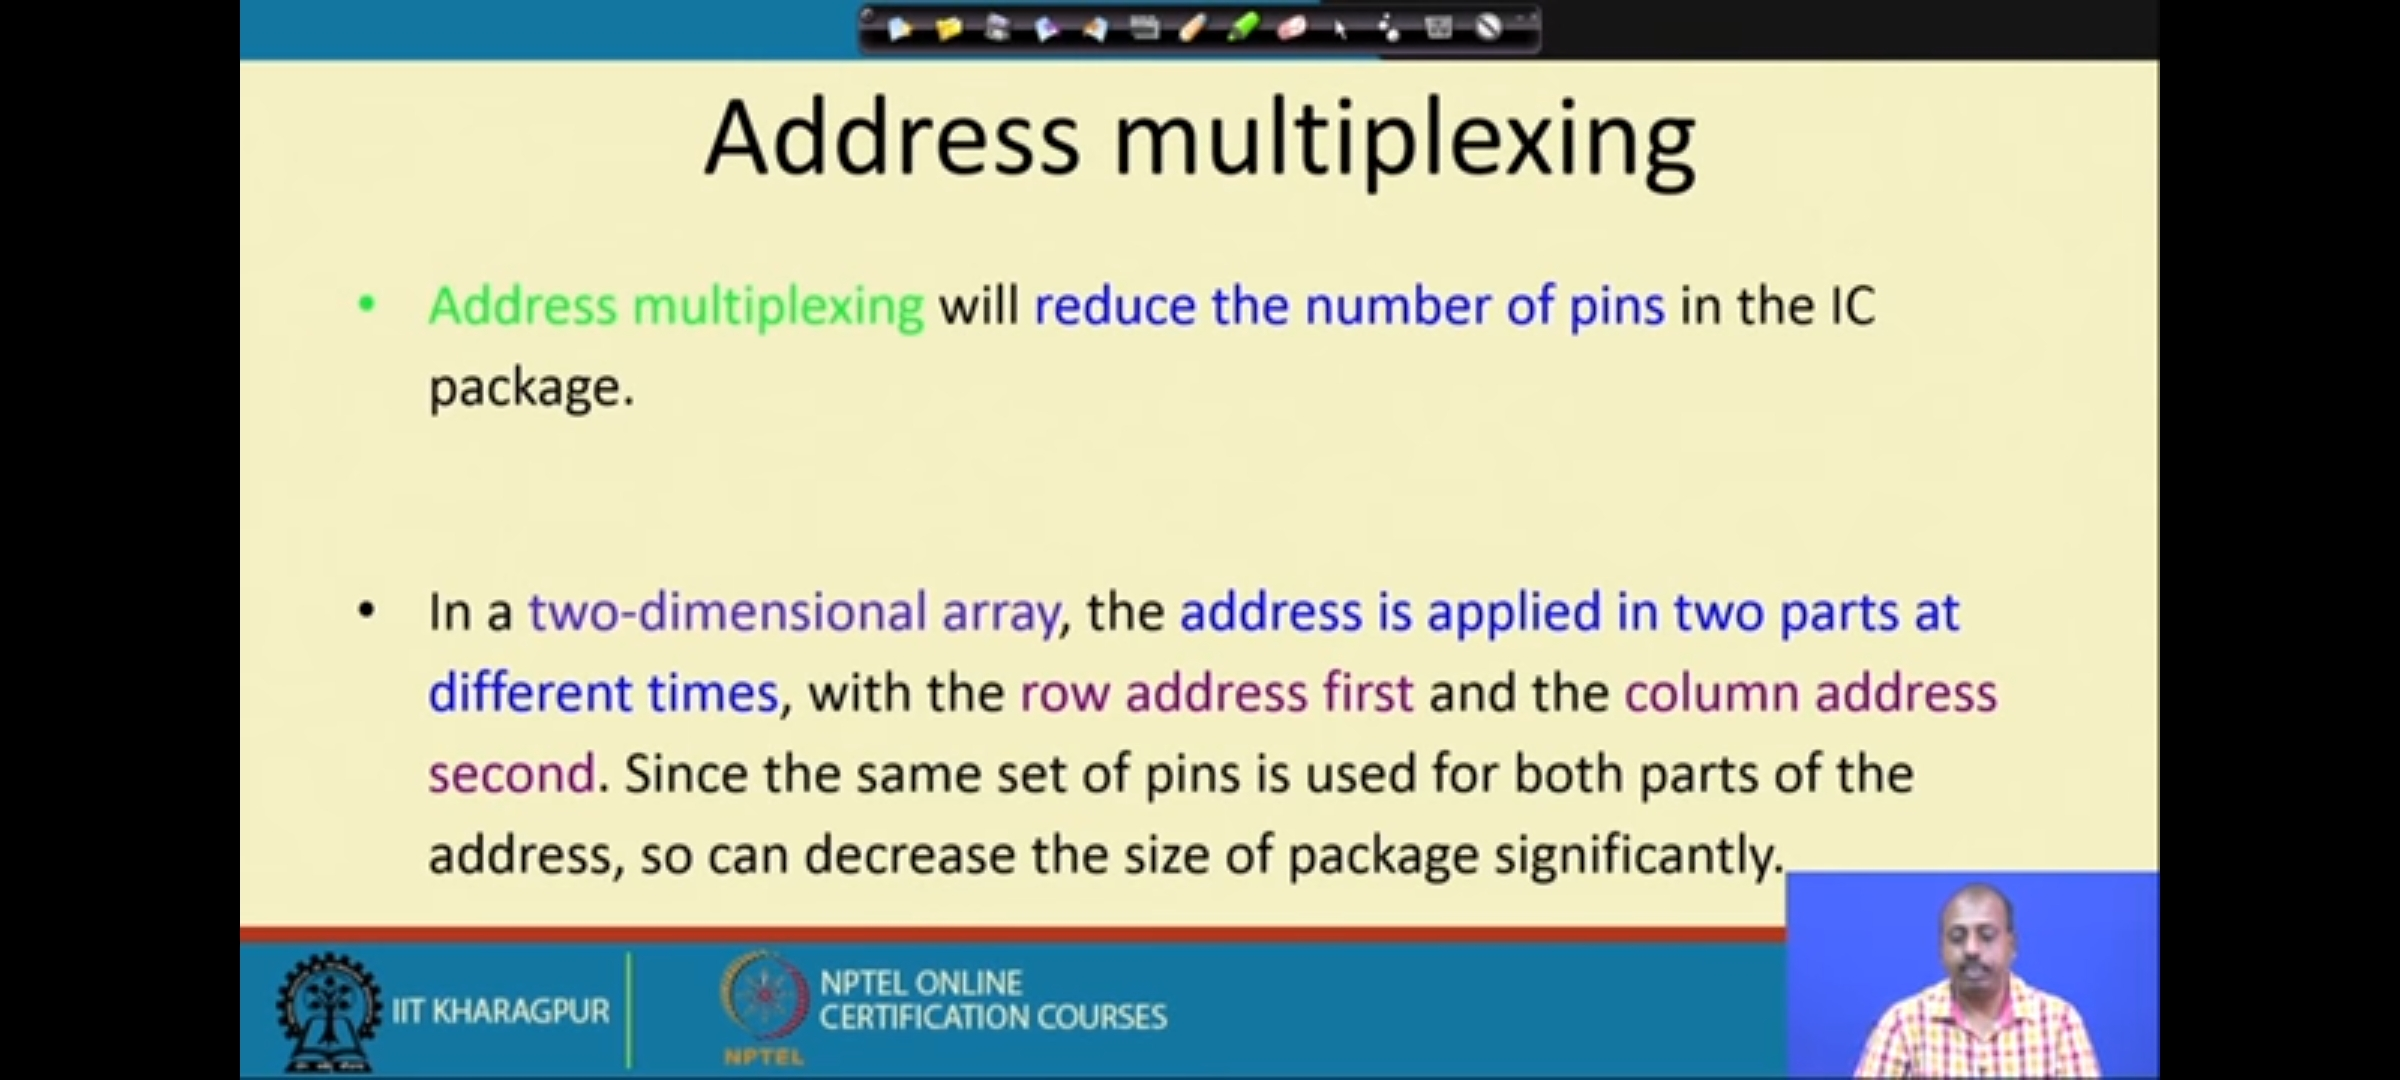 Address multiplexing
• Address multiplexing will reduce the number of pins in the IC
package.
• In a two-dimensional array, the address is applied in two parts at
different times, with the row address first and the column address
second. Since the same set of pins is used for both parts of the
address, so can decrease the size of package significantly.
IIT KHARAGPUR
NPTEL ONLINE
CERTIFICATION COURSES
NPTEL